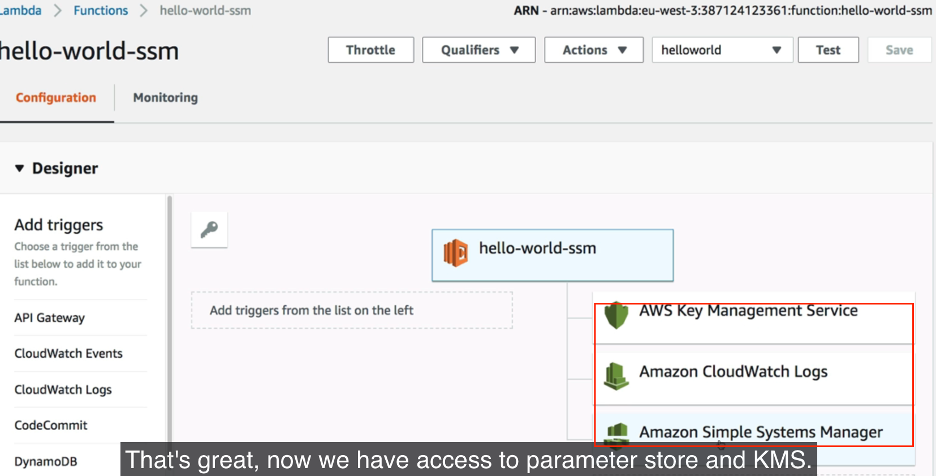 Lambda
Functions
hello-world-ssm
ARN - arn:aws:lambda:eu-west-3:387124123361:function:hello-world-ssm
hello-world-ssm
Throttle
Qualifiers
Actions
helloworld
Test
Save
Configuration
Monitoring
Designer
Add triggers
Choose a trigger from the
list below to add it to your
function.
API Gateway
CloudWatch Events
CloudWatch Logs
CodeCommit
DynamoDB
hello-world-ssm
Add triggers from the list on the left
AWS Key Management Service
Amazon CloudWatch Logs
Amazon Simple Systems Manager
That's great, now we have access to parameter store and KMS.